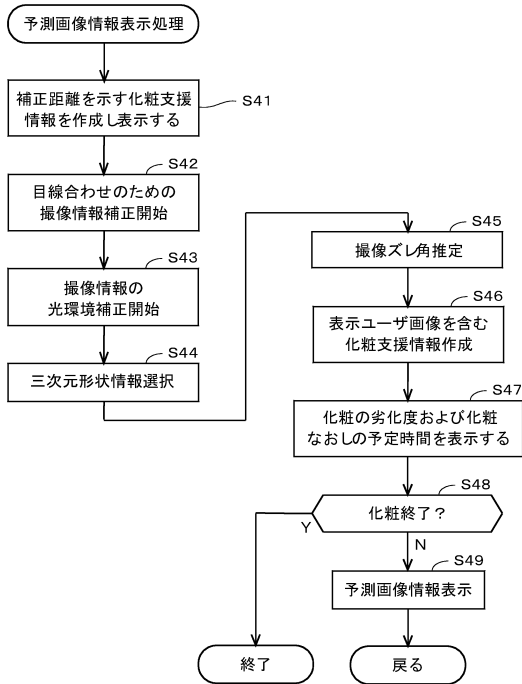 予測画像情報表示処理
補正距離を示す化粧支援
情報を作成し表示する
S41
S42
目線合わせのための
撮像情報補正開始
S43
撮像情報の
光環境補正開始
S44
三次元形状情報選択
S45
撮像ズレ角推定
S46
表示ユーザ画像を含む
化粧支援情報作成
S47
化粧の劣化度および化粧
なおしの予定時間を表示する
S48
化粧終了？
Y
N
S49
予測画像情報表示
終了
戻る